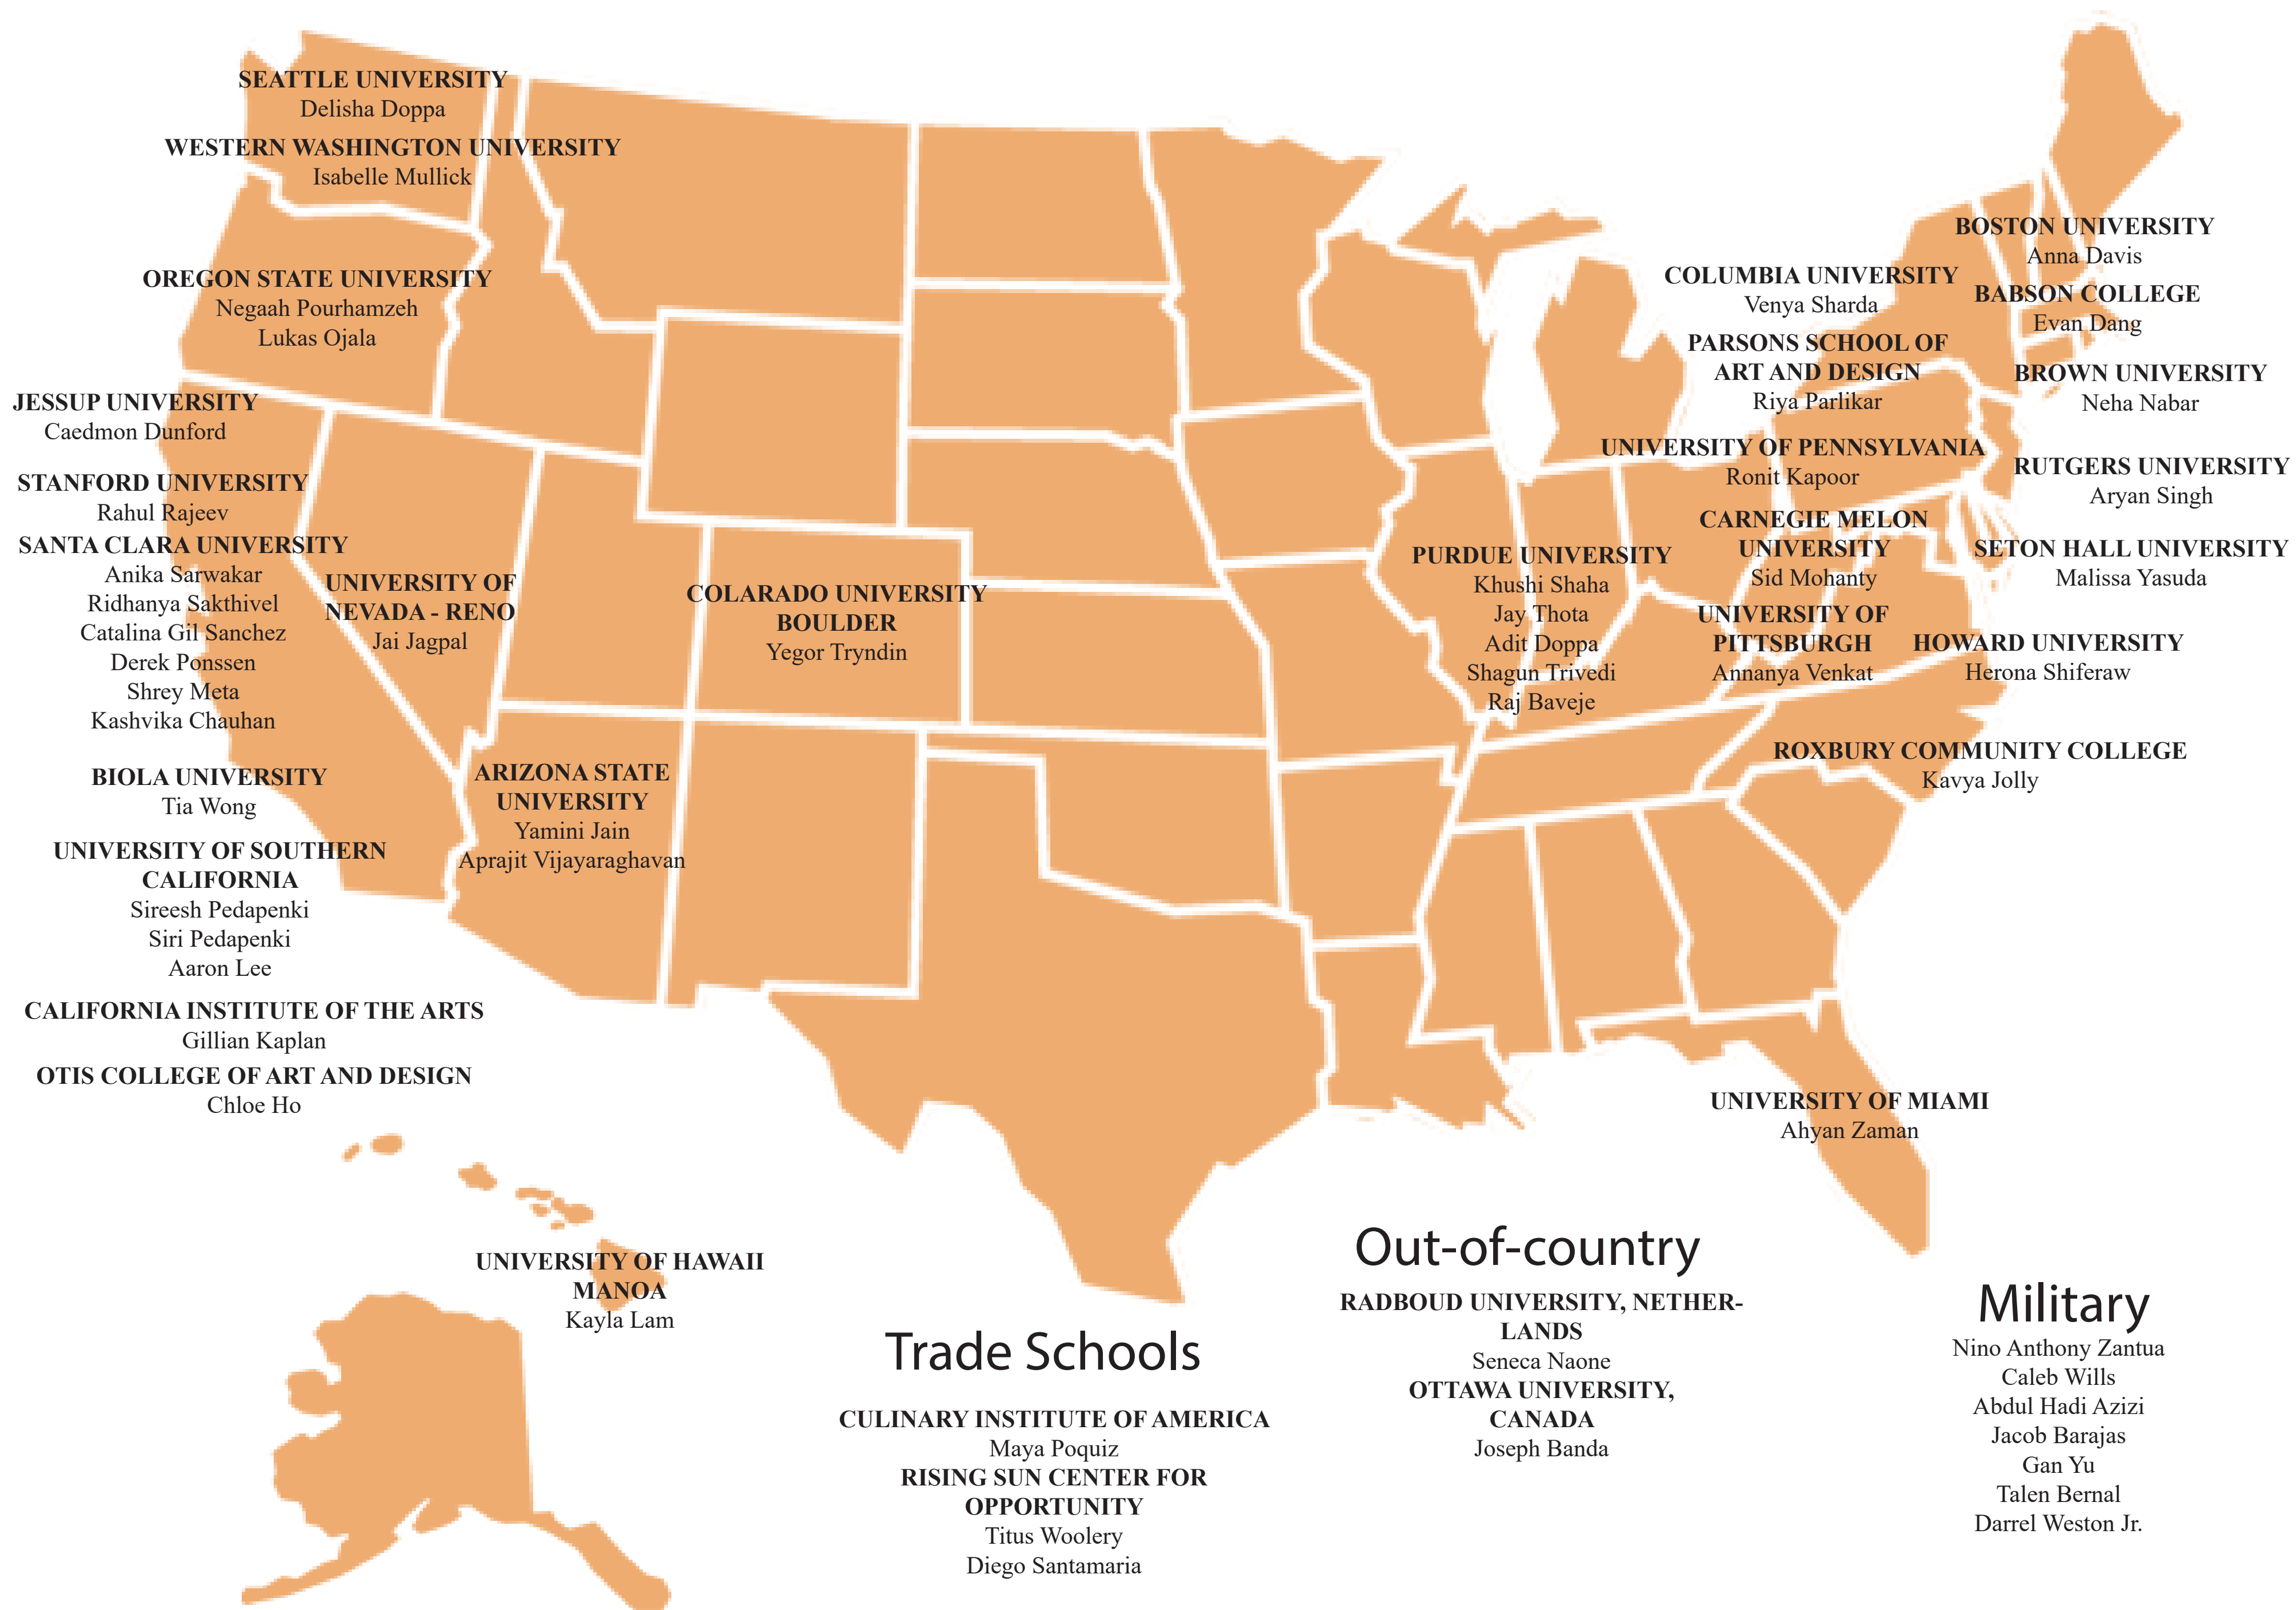 SEATTLE UNIVERSITY
Delisha Doppa
WESTERN WASHINGTON UNIVERSITY
Isabelle Mullick
OREGON STATE UNIVERSITY
Negaah Pourhamzeh
Lukas Ojala
JESSUP UNIVERSITY
Caedmon Dunford
STANFORD UNIVERSITY
Rahul Rajeev
SANTA CLARA UNIVERSITY
Anika Sarwakar
Ridhanya Sakthivel
Catalina Gil Sanchez
Derek Ponssen
Shrey Meta
Kashvika Chauhan
BIOLA UNIVERSITY
Tia Wong
UNIVERSITY OF SOUTHERN
CALIFORNIA
Sireesh Pedapenki
Siri Pedapenki
Aaron Lee
CALIFORNIA INSTITUTE OF THE ARTS
Gillian Kaplan
OTIS COLLEGE OF ART AND DESIGN
Chloe Ho
UNIVERSITY OF
NEVADA - RENO
Jai Jagpal
ARIZONA STATE
UNIVERSITY
Yamini Jain
Aprajit Vijayaraghavan
COLARADO UNIVERSITY
BOULDER
Yegor Tryndin
PURDUE UNIVERSITY
Khushi Shaha
Jay Thota
Adit Doppa
Shagun Trivedi
Raj Baveje
COLUMBIA UNIVERSITY
Venya Sharda
PARSONS SCHOOL OF
ART AND DESIGN
Riya Parlikar
UNIVERSITY OF PENNSYLVANIA
Ronit Kapoor
CARNEGIE MELON
UNIVERSITY
Sid Mohanty
UNIVERSITY OF
PITTSBURGH
Annanya Venkat
BOSTON UNIVERSITY
Anna Davis
BABSON COLLEGE
Evan Dang
BROWN UNIVERSITY
Neha Nabar
RUTGERS UNIVERSITY
Aryan Singh
SETON HALL UNIVERSITY
Malissa Yasuda
HOWARD UNIVERSITY
Herona Shiferaw
ROXBURY COMMUNITY COLLEGE
Kavya Jolly
UNIVERSITY OF MIAMI
Ahyan Zaman
UNIVERSITY OF HAWAII
MANOA
Kayla Lam
Trade Schools
CULINARY INSTITUTE OF AMERICA
Maya Poquiz
RISING SUN CENTER FOR
OPPORTUNITY
Titus Woolery
Diego Santamaria
Out-of-country
RADBOUD UNIVERSITY, NETHER-
LANDS
Seneca Naone
OTTAWA UNIVERSITY,
CANADA
Joseph Banda
Military
Nino Anthony Zantua
Caleb Wills
Abdul Hadi Azizi
Jacob Barajas
Gan Yu
Talen Bernal
Darrel Weston Jr.